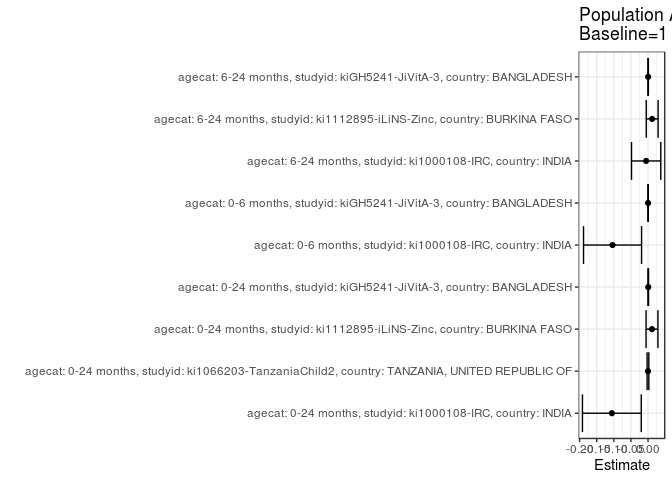 Population A
Baseline=1
agecat: 6-24 months, studyid: kiGH5241-JiVitA-3, country: BANGLADESH
agecat: 6-24 months, studyid: ki1112895-iLiNS-Zinc, country: BURKINA FASO
agecat: 6-24 months, studyid: ki1000108-IRC, country: INDIA
agecat: 0-6 months, studyid: kiGH5241-JiVitA-3, country: BANGLADESH
agecat: 0-6 months, studyid: ki1000108-IRC, country: INDIA
agecat: 0-24 months, studyid: kiGH5241-JiVitA-3, country: BANGLADESH
agecat: 0-24 months, studyid: ki1112895-iLiNS-Zinc, country: BURKINA FASO
agecat: 0-24 months, studyid: ki1066203-TanzaniaChild2, country: TANZANIA, UNITED REPUBLIC OF
agecat: 0-24 months, studyid: ki1000108-IRC, country: INDIA
-0.20 -0.15 -0.10 -0.05 0.00
Estimate